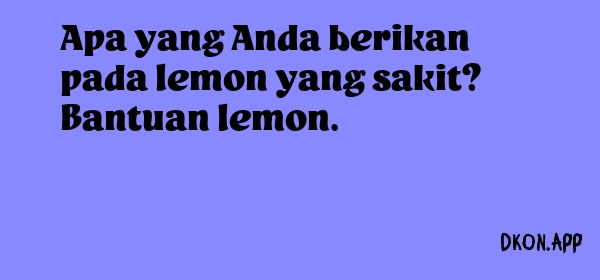 Apa yang Anda berikan
pada lemon yang sakit?
Bantuan lemon.
DKON.APP